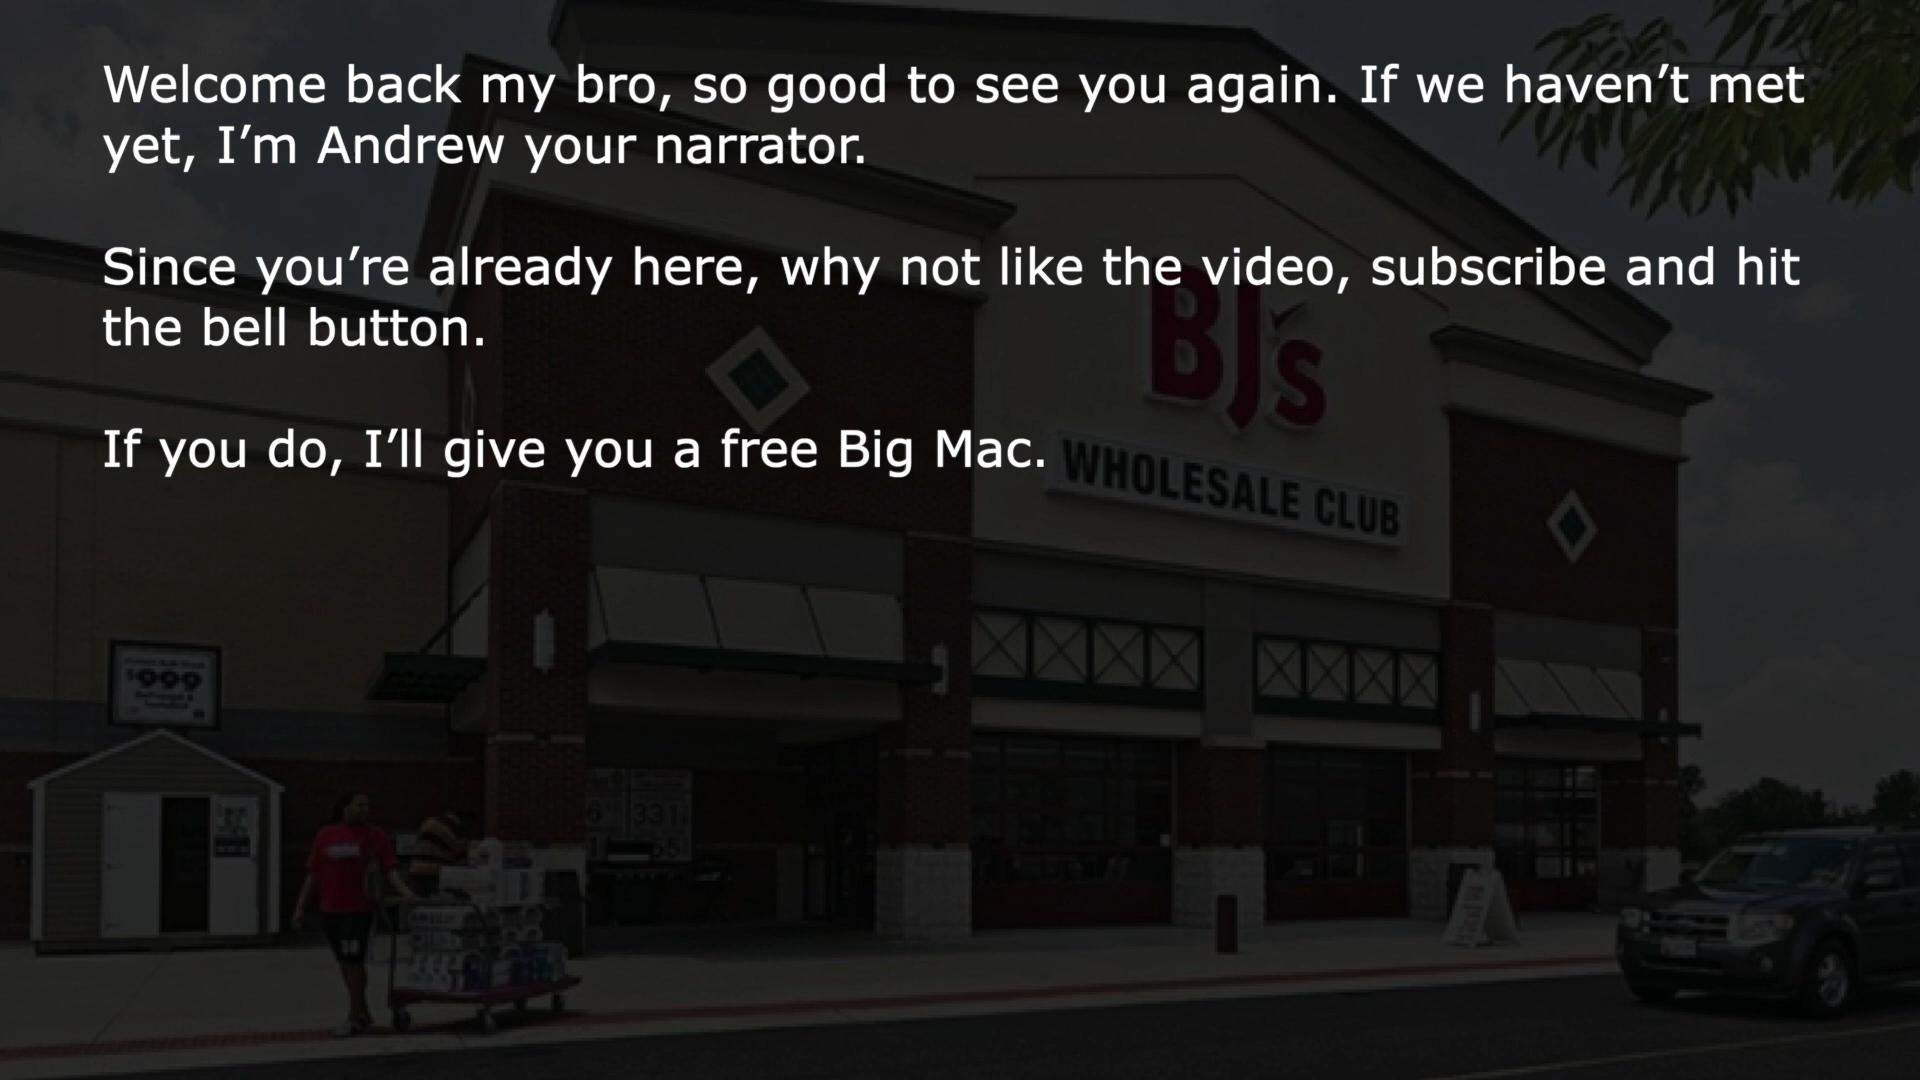 Welcome back my bro, so good to see you again. If we haven’t met
yet, I’m Andrew your narrator.
Since you’re already here, why not like the video, subscribe and hit
the bell button.
If you do, I’ll give you a free Big Mac.
BJ's
WHOLESALE CLUB
$999
331